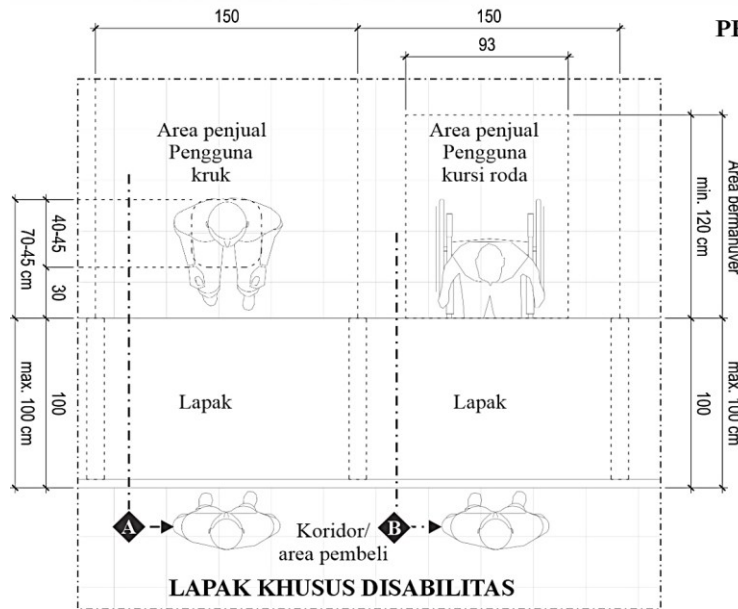 150
150
PE
93
Area penjual
Pengguna
kruk
Area penjual
Pengguna
kursi roda
70-45 cm
40-45
30
min. 120 cm
Area bermanuver
max. 100 cm
100
Lapak
Lapak
100
max. 100 cm
A
Koridor/
area pembeli
B
LAPAK KHUSUS DISABILITAS